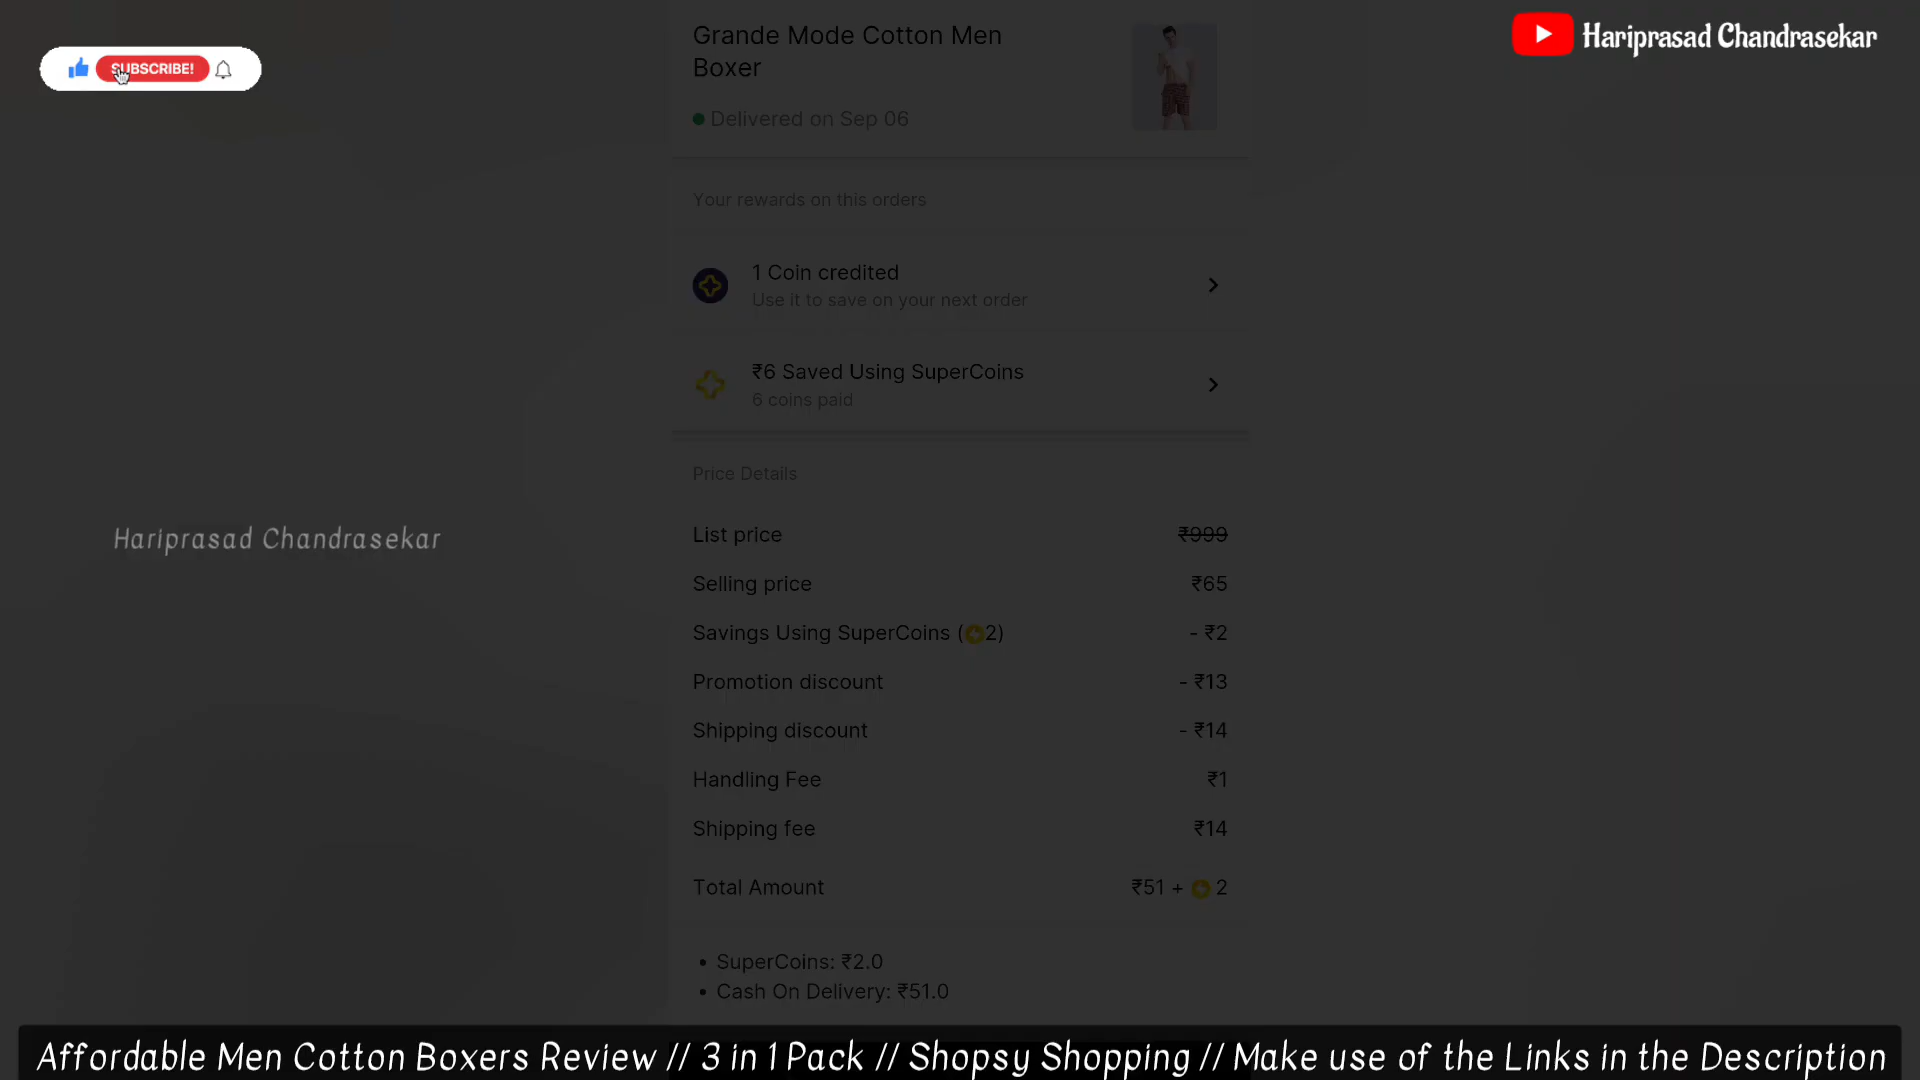 Grande Mode Cotton Men
Boxer
Delivered on Sep 06
Hariprasad Chandrasekar
SUBSCRIBE!
Your rewards on this orders
1 Coin credited
Use it to save on your next order
₹6 Saved Using SuperCoins
6 coins paid
Price Details
Hariprasad Chandrasekar
List price ₹999
Selling price ₹65
Savings Using SuperCoins (2) - ₹2
Promotion discount - ₹13
Shipping discount - ₹14
Handling Fee ₹1
Shipping fee ₹14
Total Amount ₹51 + 2
• SuperCoins: ₹2.0
• Cash On Delivery: ₹51.0
Affordable Men Cotton Boxers Review // 3 in 1 Pack // Shopsy Shopping // Make use of the Links in the Description